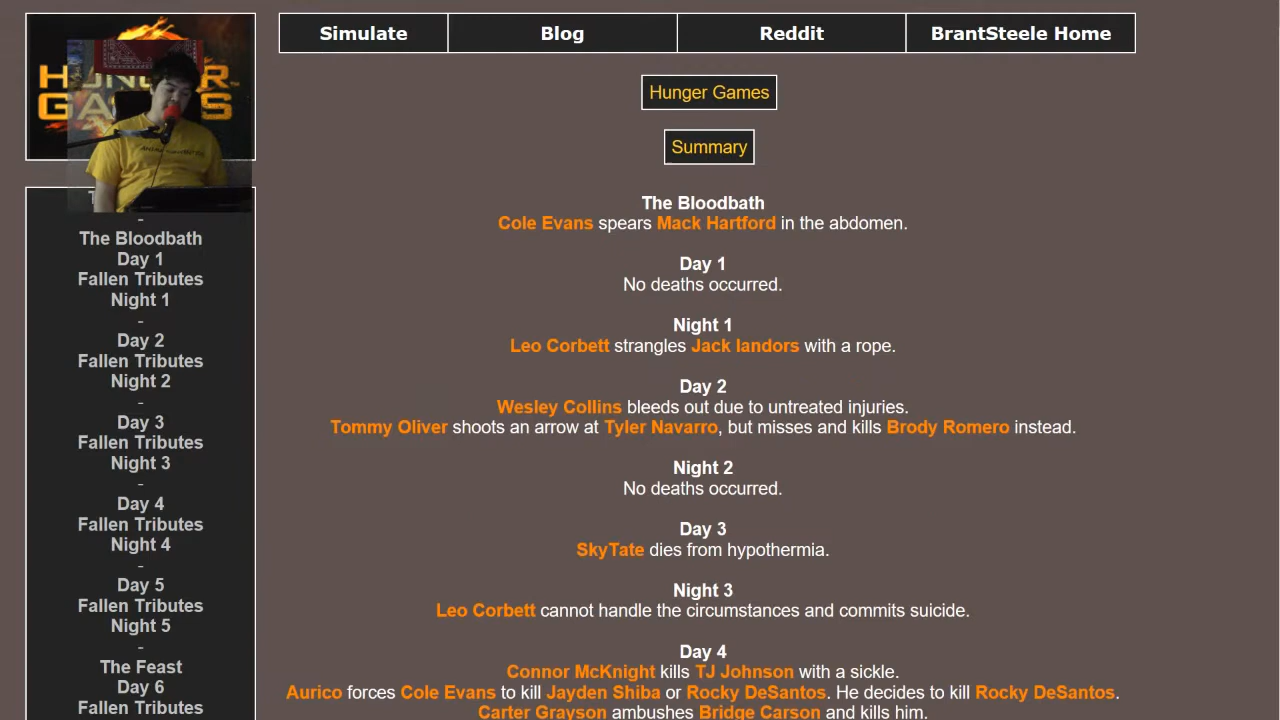 Simulate
Blog
Reddit
BrantSteele Home
Hunger Games
Summary
The Bloodbath
Cole Evans spears Mack Hartford in the abdomen.
Day 1
No deaths occurred.
Night 1
Leo Corbett strangles Jack landors with a rope.
Day 2
Wesley Collins bleeds out due to untreated injuries.
Tommy Oliver shoots an arrow at Tyler Navarro, but misses and kills Brody Romero instead.
Night 2
No deaths occurred.
Day 3
SkyTate dies from hypothermia.
Night 3
Leo Corbett cannot handle the circumstances and commits suicide.
Day 4
Connor McKnight kills TJ Johnson with a sickle.
Aurico forces Cole Evans to kill Jayden Shiba or Rocky DeSantos. He decides to kill Rocky DeSantos.
Carter Grayson ambushes Bridge Carson and kills him.
-
The Bloodbath
Day 1
Fallen Tributes
Night 1
-
Day 2
Fallen Tributes
Night 2
-
Day 3
Fallen Tributes
Night 3
-
Day 4
Fallen Tributes
Night 4
-
Day 5
Fallen Tributes
Night 5
-
The Feast
Day 6
Fallen Tributes